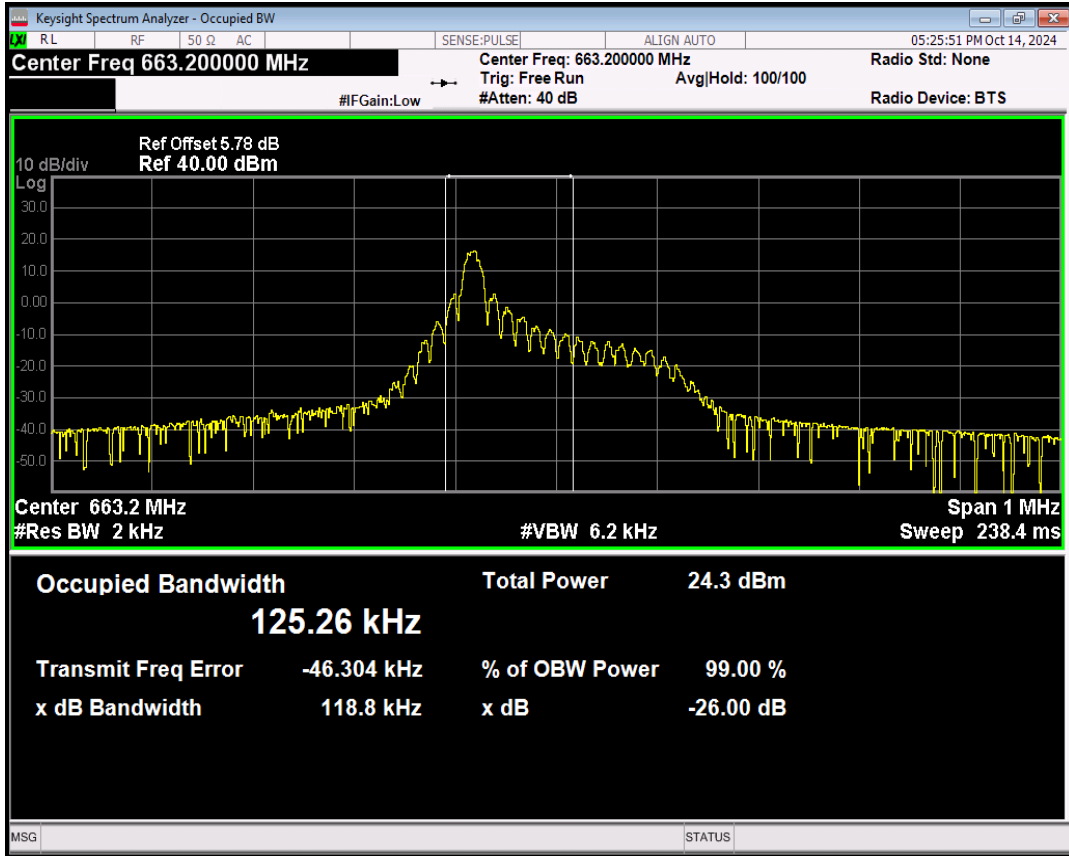 Keysight Spectrum Analyzer - Occupied BW
LXI RL RF 50 Ω AC SENSE:PULSE ALIGN AUTO 05:25:51 PM Oct 14, 2024
Center Freq 663.200000 MHz
Center Freq: 663.200000 MHz Radio Std: None
Trig: Free Run Avg|Hold: 100/100
#IFGain:Low #Atten: 40 dB Radio Device: BTS
Ref Offset 5.78 dB
10 dB/div Ref 40.00 dBm
Log
30.0
20.0
10.0
0.00
-10.0
-20.0
-30.0
-40.0
-50.0
Center 663.2 MHz Span 1 MHz
#Res BW 2 kHz #VBW 6.2 kHz Sweep 238.4 ms
Occupied Bandwidth Total Power 24.3 dBm
125.26 kHz
Transmit Freq Error -46.304 kHz % of OBW Power 99.00 %
x dB Bandwidth 118.8 kHz x dB -26.00 dB
MSG STATUS